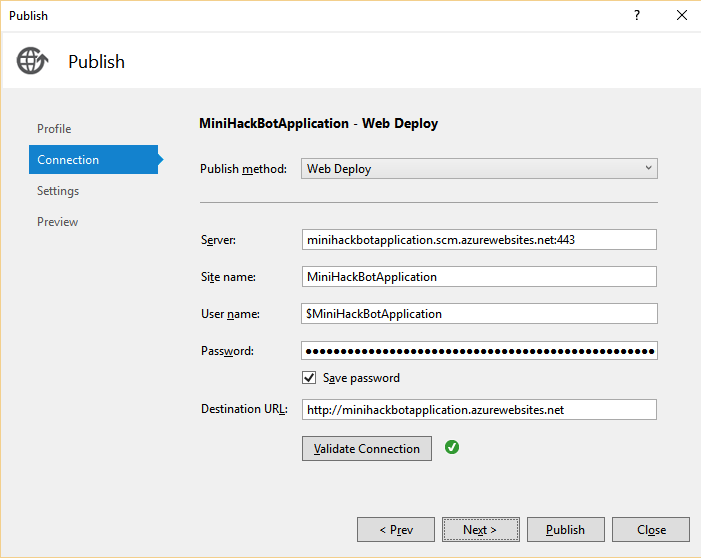 Publish
?
Publish
Profile
Connection
Settings
Preview
MiniHackBotApplication - Web Deploy
Publish method: Web Deploy
Server: minihackbotapplication.scm.azurewebsites.net:443
Site name: MiniHackBotApplication
User name: $MiniHackBotApplication
Password:
Save password
Destination URL: http://minihackbotapplication.azurewebsites.net
Validate Connection
< Prev Next > Publish Close